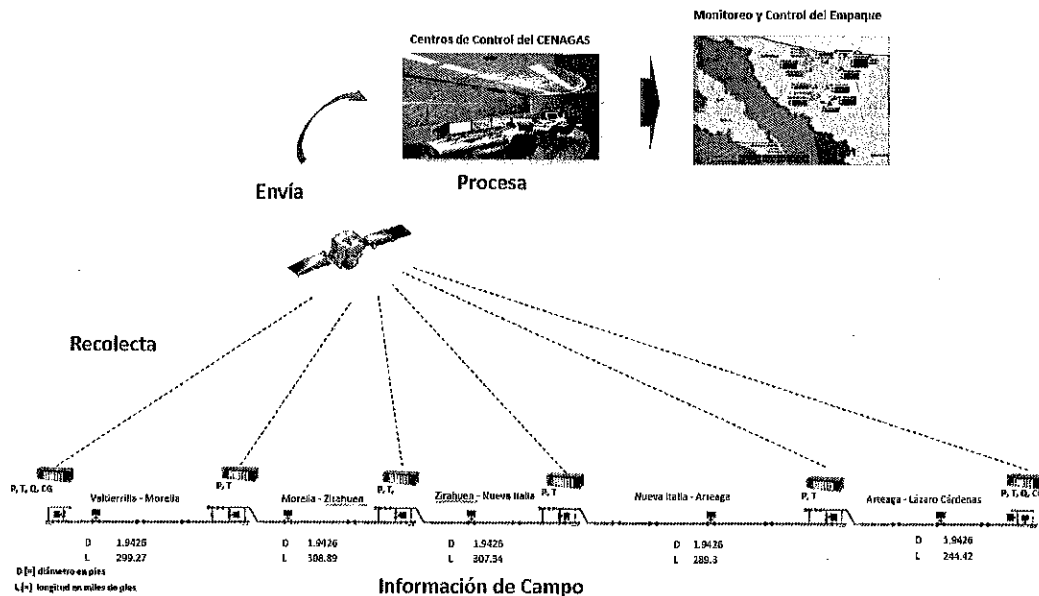 Monitoreo y Control del Empaque
Centros de Control del CENAGAS
Envía
Procesa
Recolecta
P, T, Q, CG
P, T
P, T,
P, T
P, T
P, T, Q, CG
Valtierrilla - Morelia
Morelia - Zirahuen
Zirahuen - Nueva Italia
Nueva Italia - Arteaga
Arteaga - Lázaro Cárdenas
D 1.9426
L 299.27
D 1.9426
L 308.89
D 1.9426
L 307.34
D 1.9426
L 289.3
D 1.9426
L 244.42
D [=] diámetro en pies
L [=] longitud en miles de pies
Información de Campo